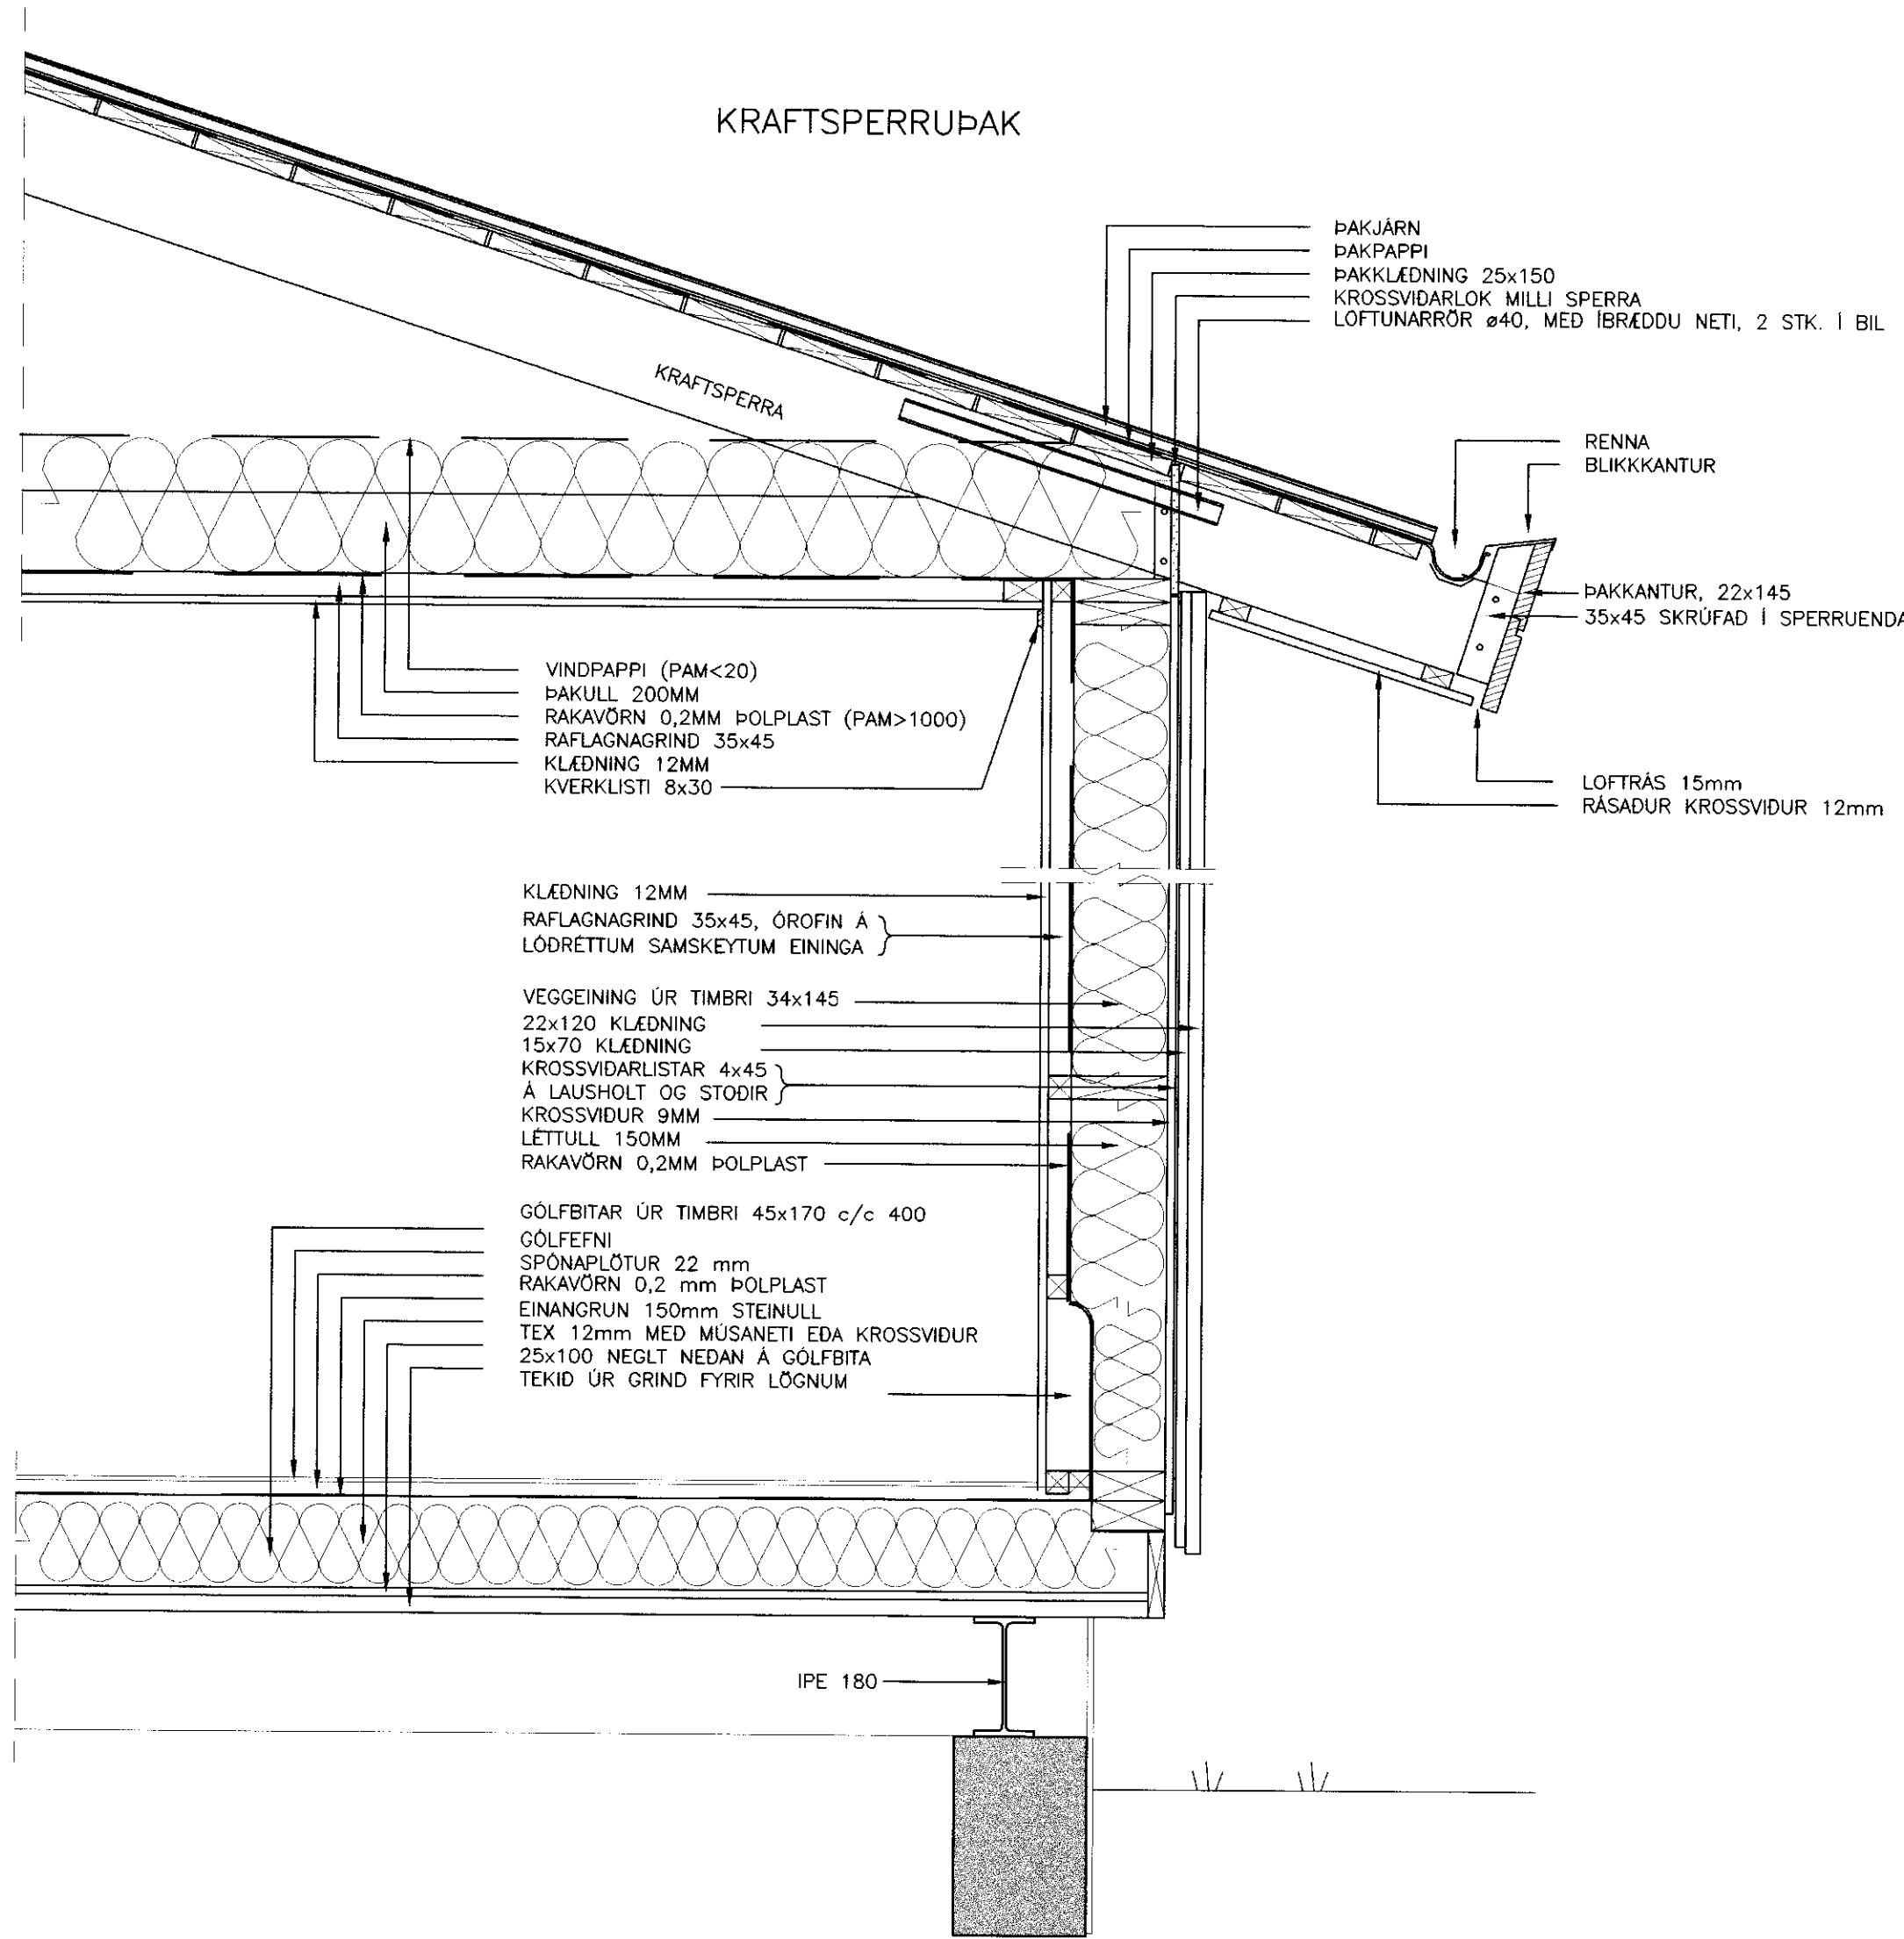 KRAFTSPERRUÞAK
ÞAKJÁRN
ÞAKPAPPI
ÞAKKLÆÐNING 25x150
KROSSVIÐARLOK MILLI SPERRA
LOFTUNARRÖR ø40, MEÐ ÍBRÆDDU NETI, 2 STK. Í BIL
KRAFTSPERRA
RENNA
BLIKKKANTUR
ÞAKKANTUR, 22x145
35x45 SKRÚFAÐ Í SPERRUENDA
VINDPAPPI (PAM<20)
ÞAKULL 200MM
RAKAVÖRN 0,2MM ÞOLPLAST (PAM>1000)
RAFLAGNAGRIND 35x45
KLÆÐNING 12MM
KVERKLISTI 8x30
LOFTRÁS 15mm
RÁSAÐUR KROSSVIÐUR 12mm
KLÆÐNING 12MM
RAFLAGNAGRIND 35x45, ÓROFIN Á
LÓÐRÉTTUM SAMSKEYTUM EININGA
VEGGEINING ÚR TIMBRI 34x145
22x120 KLÆÐNING
15x70 KLÆÐNING
KROSSVIÐARLISTAR 4x45
Á LAUSHOLT OG STOÐIR
KROSSVIÐUR 9MM
LÉTTULL 150MM
RAKAVÖRN 0,2MM ÞOLPLAST
GÓLFBITAR ÚR TIMBRI 45x170 c/c 400
GÓLFEFNI
SPÓNAPLÖTUR 22 mm
RAKAVÖRN 0,2 mm ÞOLPLAST
EINANGRUN 150mm STEINULL
TEX 12mm MEÐ MÚSANETI EÐA KROSSVIÐUR
25x100 NEGLT NEÐAN Á GÓLFBITA
TEKIÐ ÚR GRIND FYRIR LÖGNUM
IPE 180